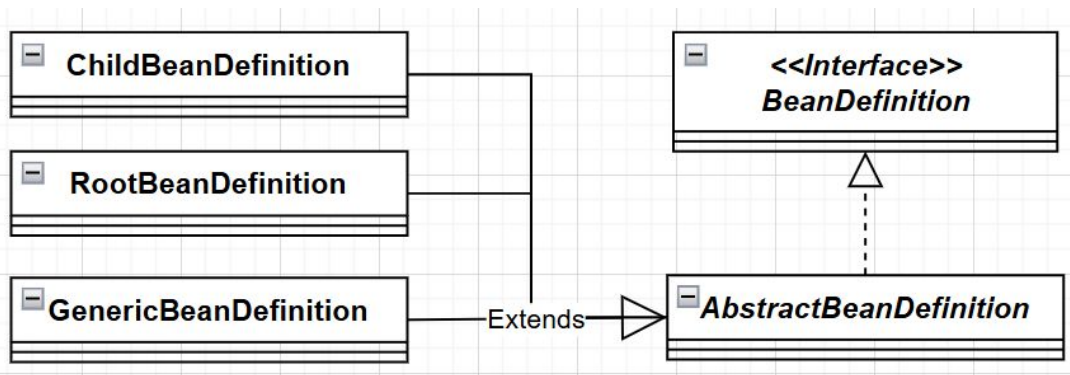 ChildBeanDefinition
<<Interface>>
BeanDefinition
RootBeanDefinition
GenericBeanDefinition
Extends
AbstractBeanDefinition